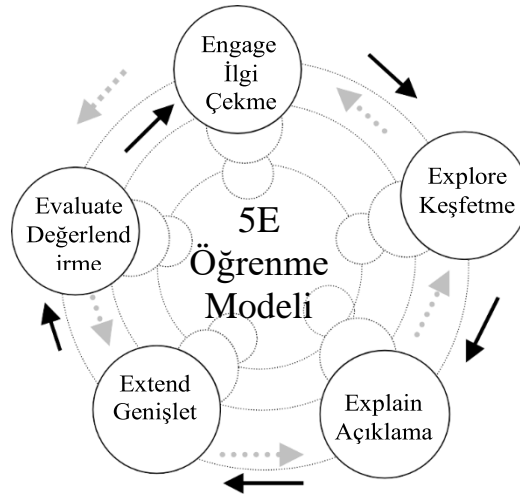 Engage
İlgi
Çekme
Explore
Keşfetme
Explain
Açıklama
Extend
Genişlet
Evaluate
Değerlend
irme
5E
Öğrenme
Modeli